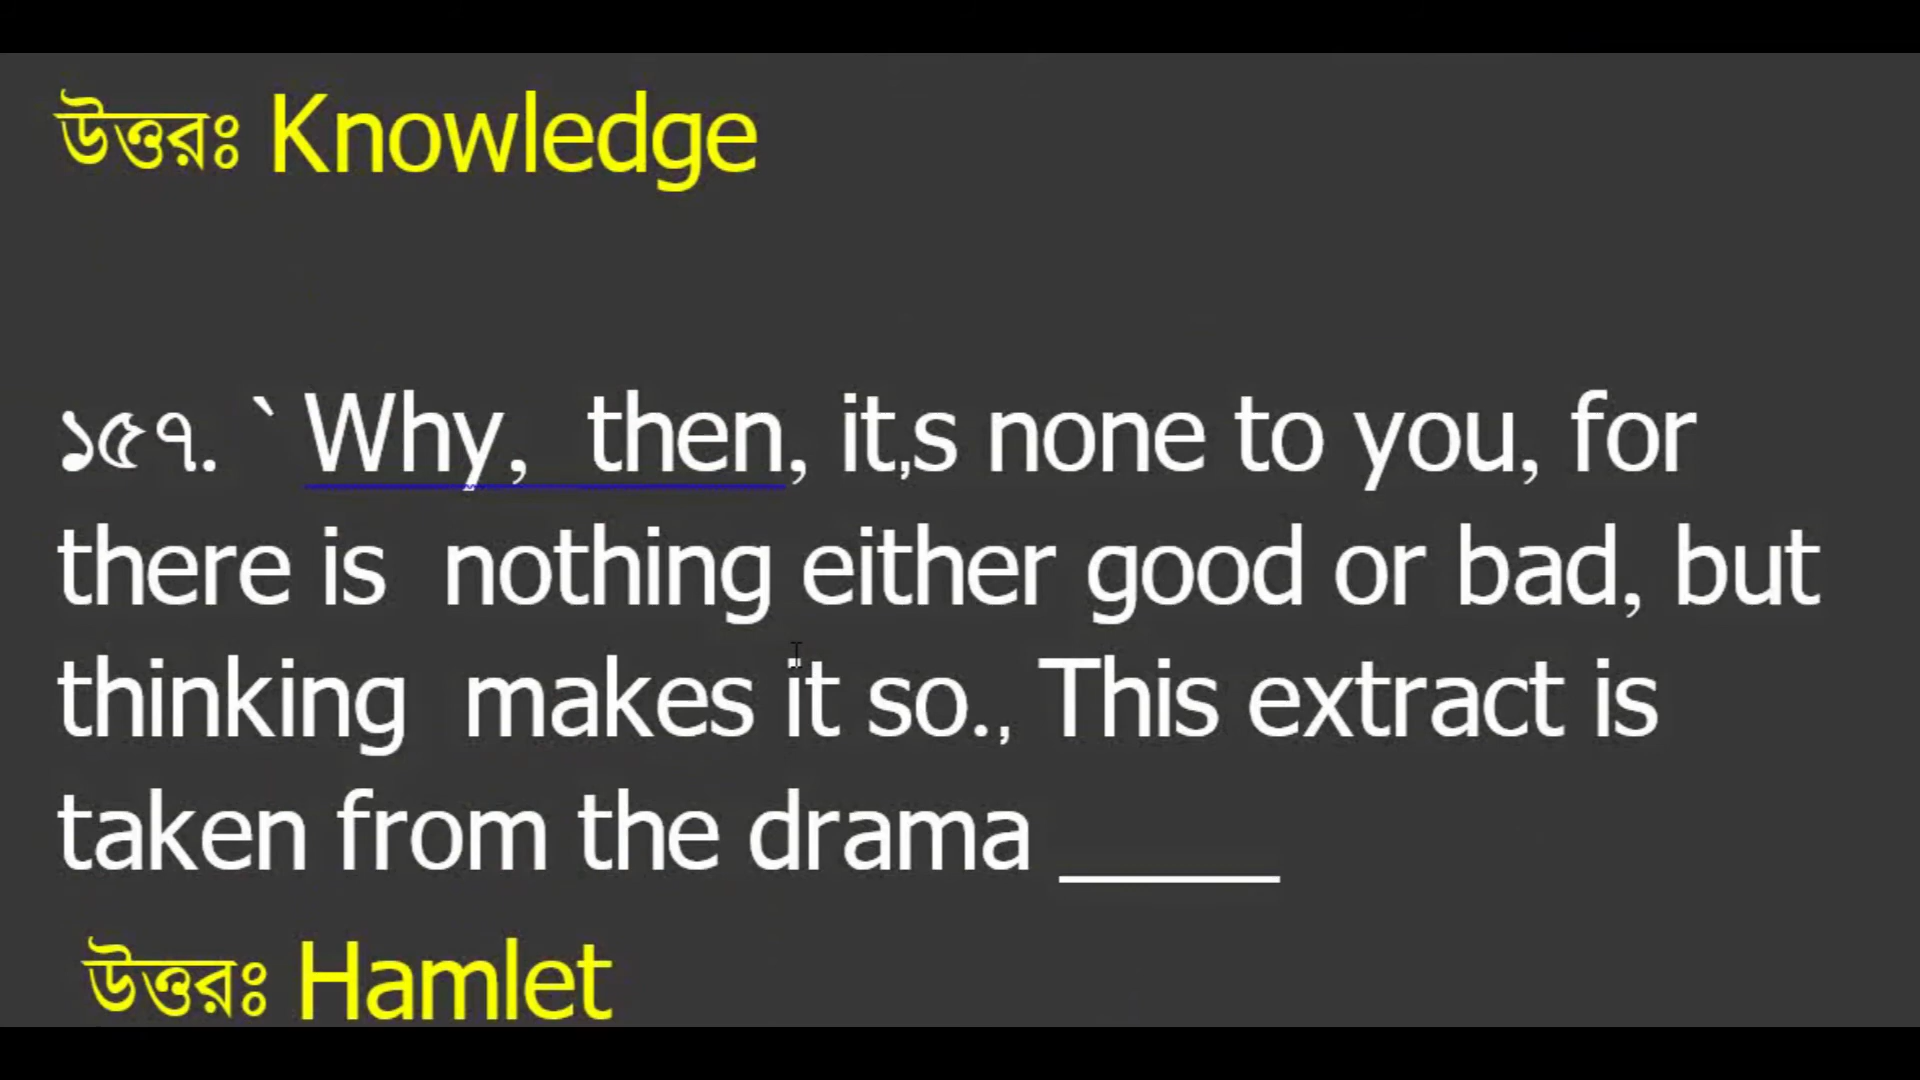 উত্তরঃ Knowledge
১৫৭. ` Why, then, it,s none to you, for
there is nothing either good or bad, but
thinking makes it so., This extract is
taken from the drama _____
উত্তরঃ Hamlet